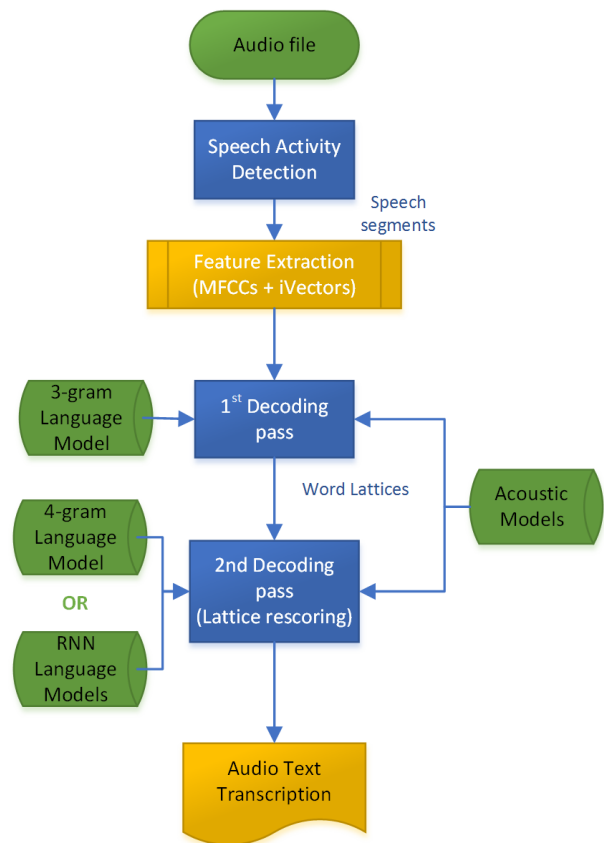 Audio file
Speech Activity
Detection
Speech
segments
Feature Extraction
(MFCCs + iVectors)
3-gram
Language
Model
1st Decoding
pass
Word Lattices
Acoustic
Models
4-gram
Language
Model
OR
RNN
Language
Models
2nd Decoding
pass
(Lattice rescoring)
Audio Text
Transcription